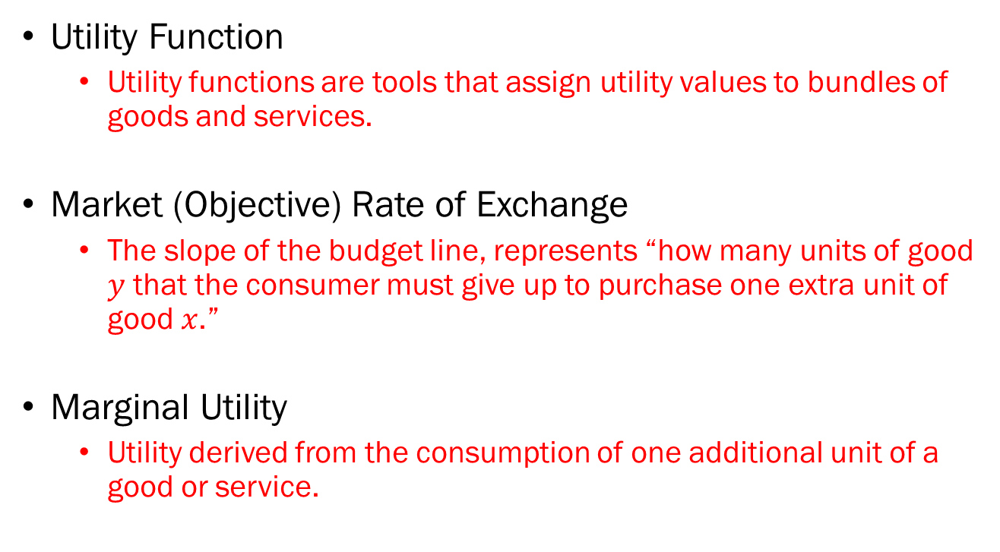 • Utility Function
• Utility functions are tools that assign utility values to bundles of
goods and services.
• Market (Objective) Rate of Exchange
• The slope of the budget line, represents “how many units of good
𝑦 that the consumer must give up to purchase one extra unit of
good 𝑥.”
• Marginal Utility
• Utility derived from the consumption of one additional unit of a
good or service.